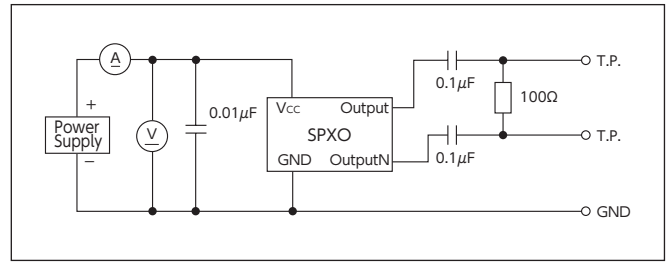 A
T.P.
0.1μF
+
0.01μF
Vcc Output
100Ω
Power
Supply
V
SPXO
T.P.
−
GND OutputN
0.1μF
GND